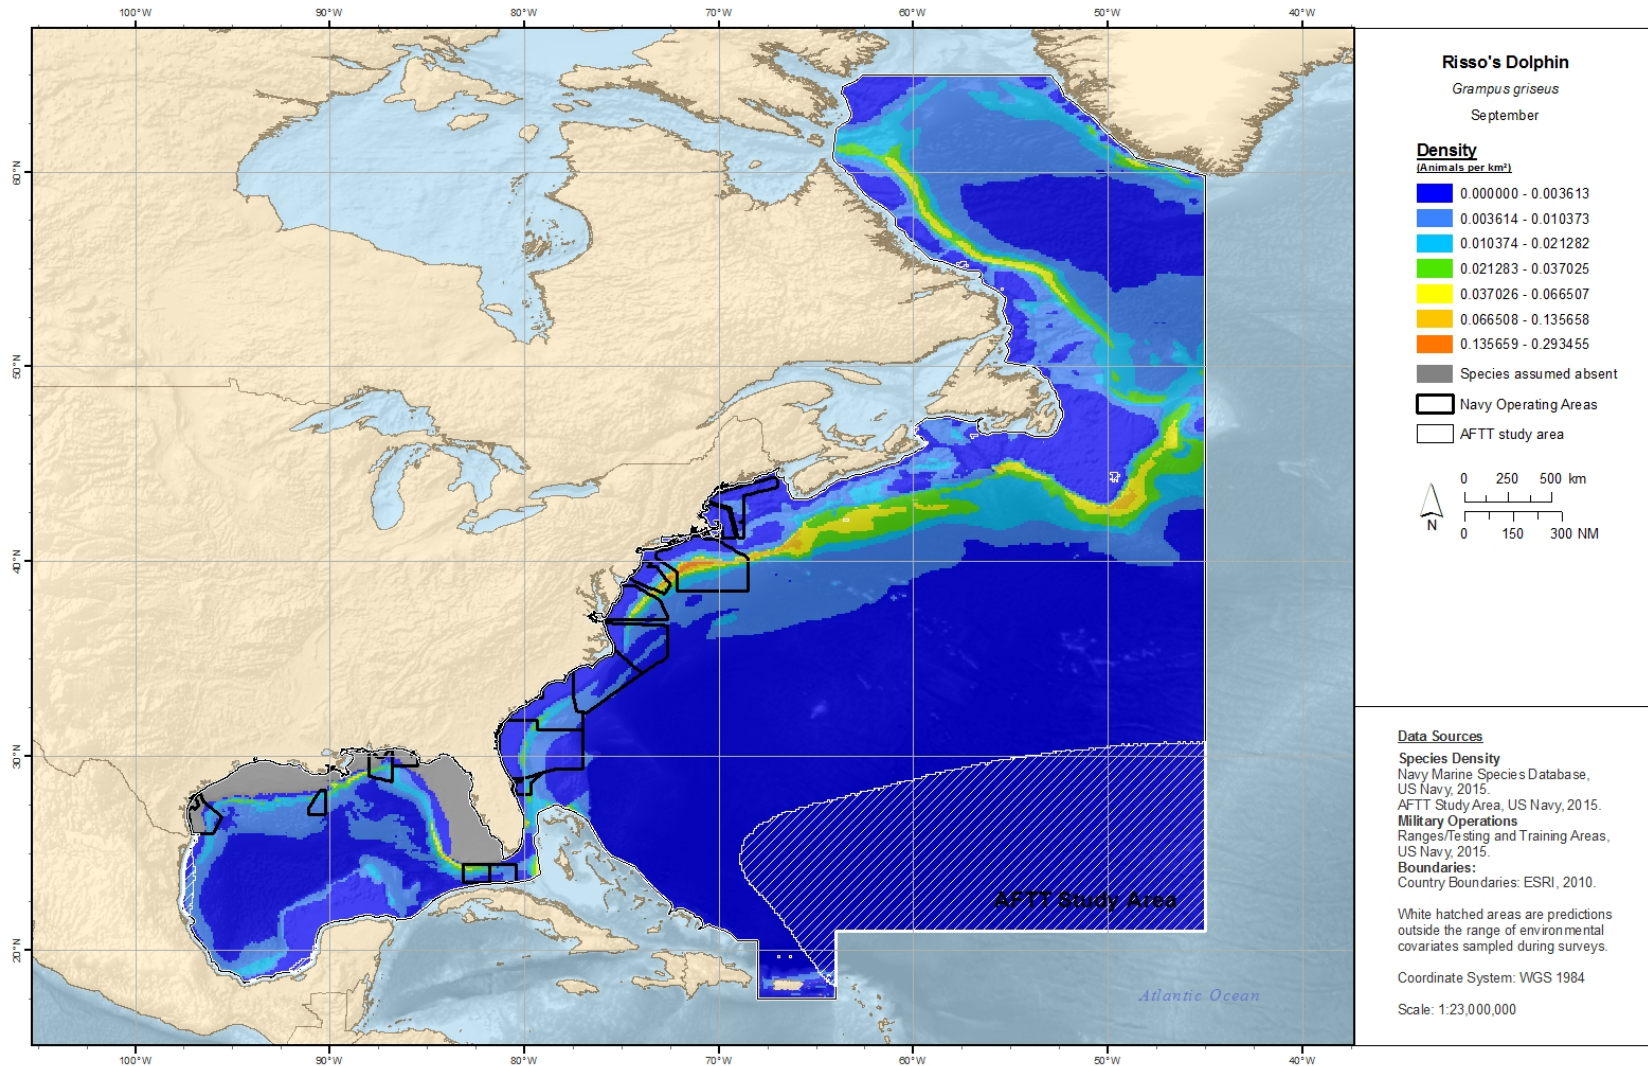 100°W
90°W
80°W
70°W
60°W
50°W
40°W
60°N
50°N
40°N
30°N
20°N
AFTT Study Area
Atlantic Ocean
100°W
90°W
80°W
70°W
60°W
50°W
40°W
Risso's Dolphin
Grampus griseus
September
Density
(Animals per km²)
0.000000 - 0.003613
0.003614 - 0.010373
0.010374 - 0.021282
0.021283 - 0.037025
0.037026 - 0.066507
0.066508 - 0.135658
0.135659 - 0.293455
Species assumed absent
Navy Operating Areas
AFTT study area
N
0 250 500 km
0 150 300 NM
Data Sources
Species Density
Navy Marine Species Database,
US Navy, 2015.
AFTT Study Area, US Navy, 2015.
Military Operations
Ranges/Testing and Training Areas,
US Navy, 2015.
Boundaries:
Country Boundaries: ESRI, 2010.
White hatched areas are predictions
outside the range of environmental
covariates sampled during surveys.
Coordinate System: WGS 1984
Scale: 1:23,000,000